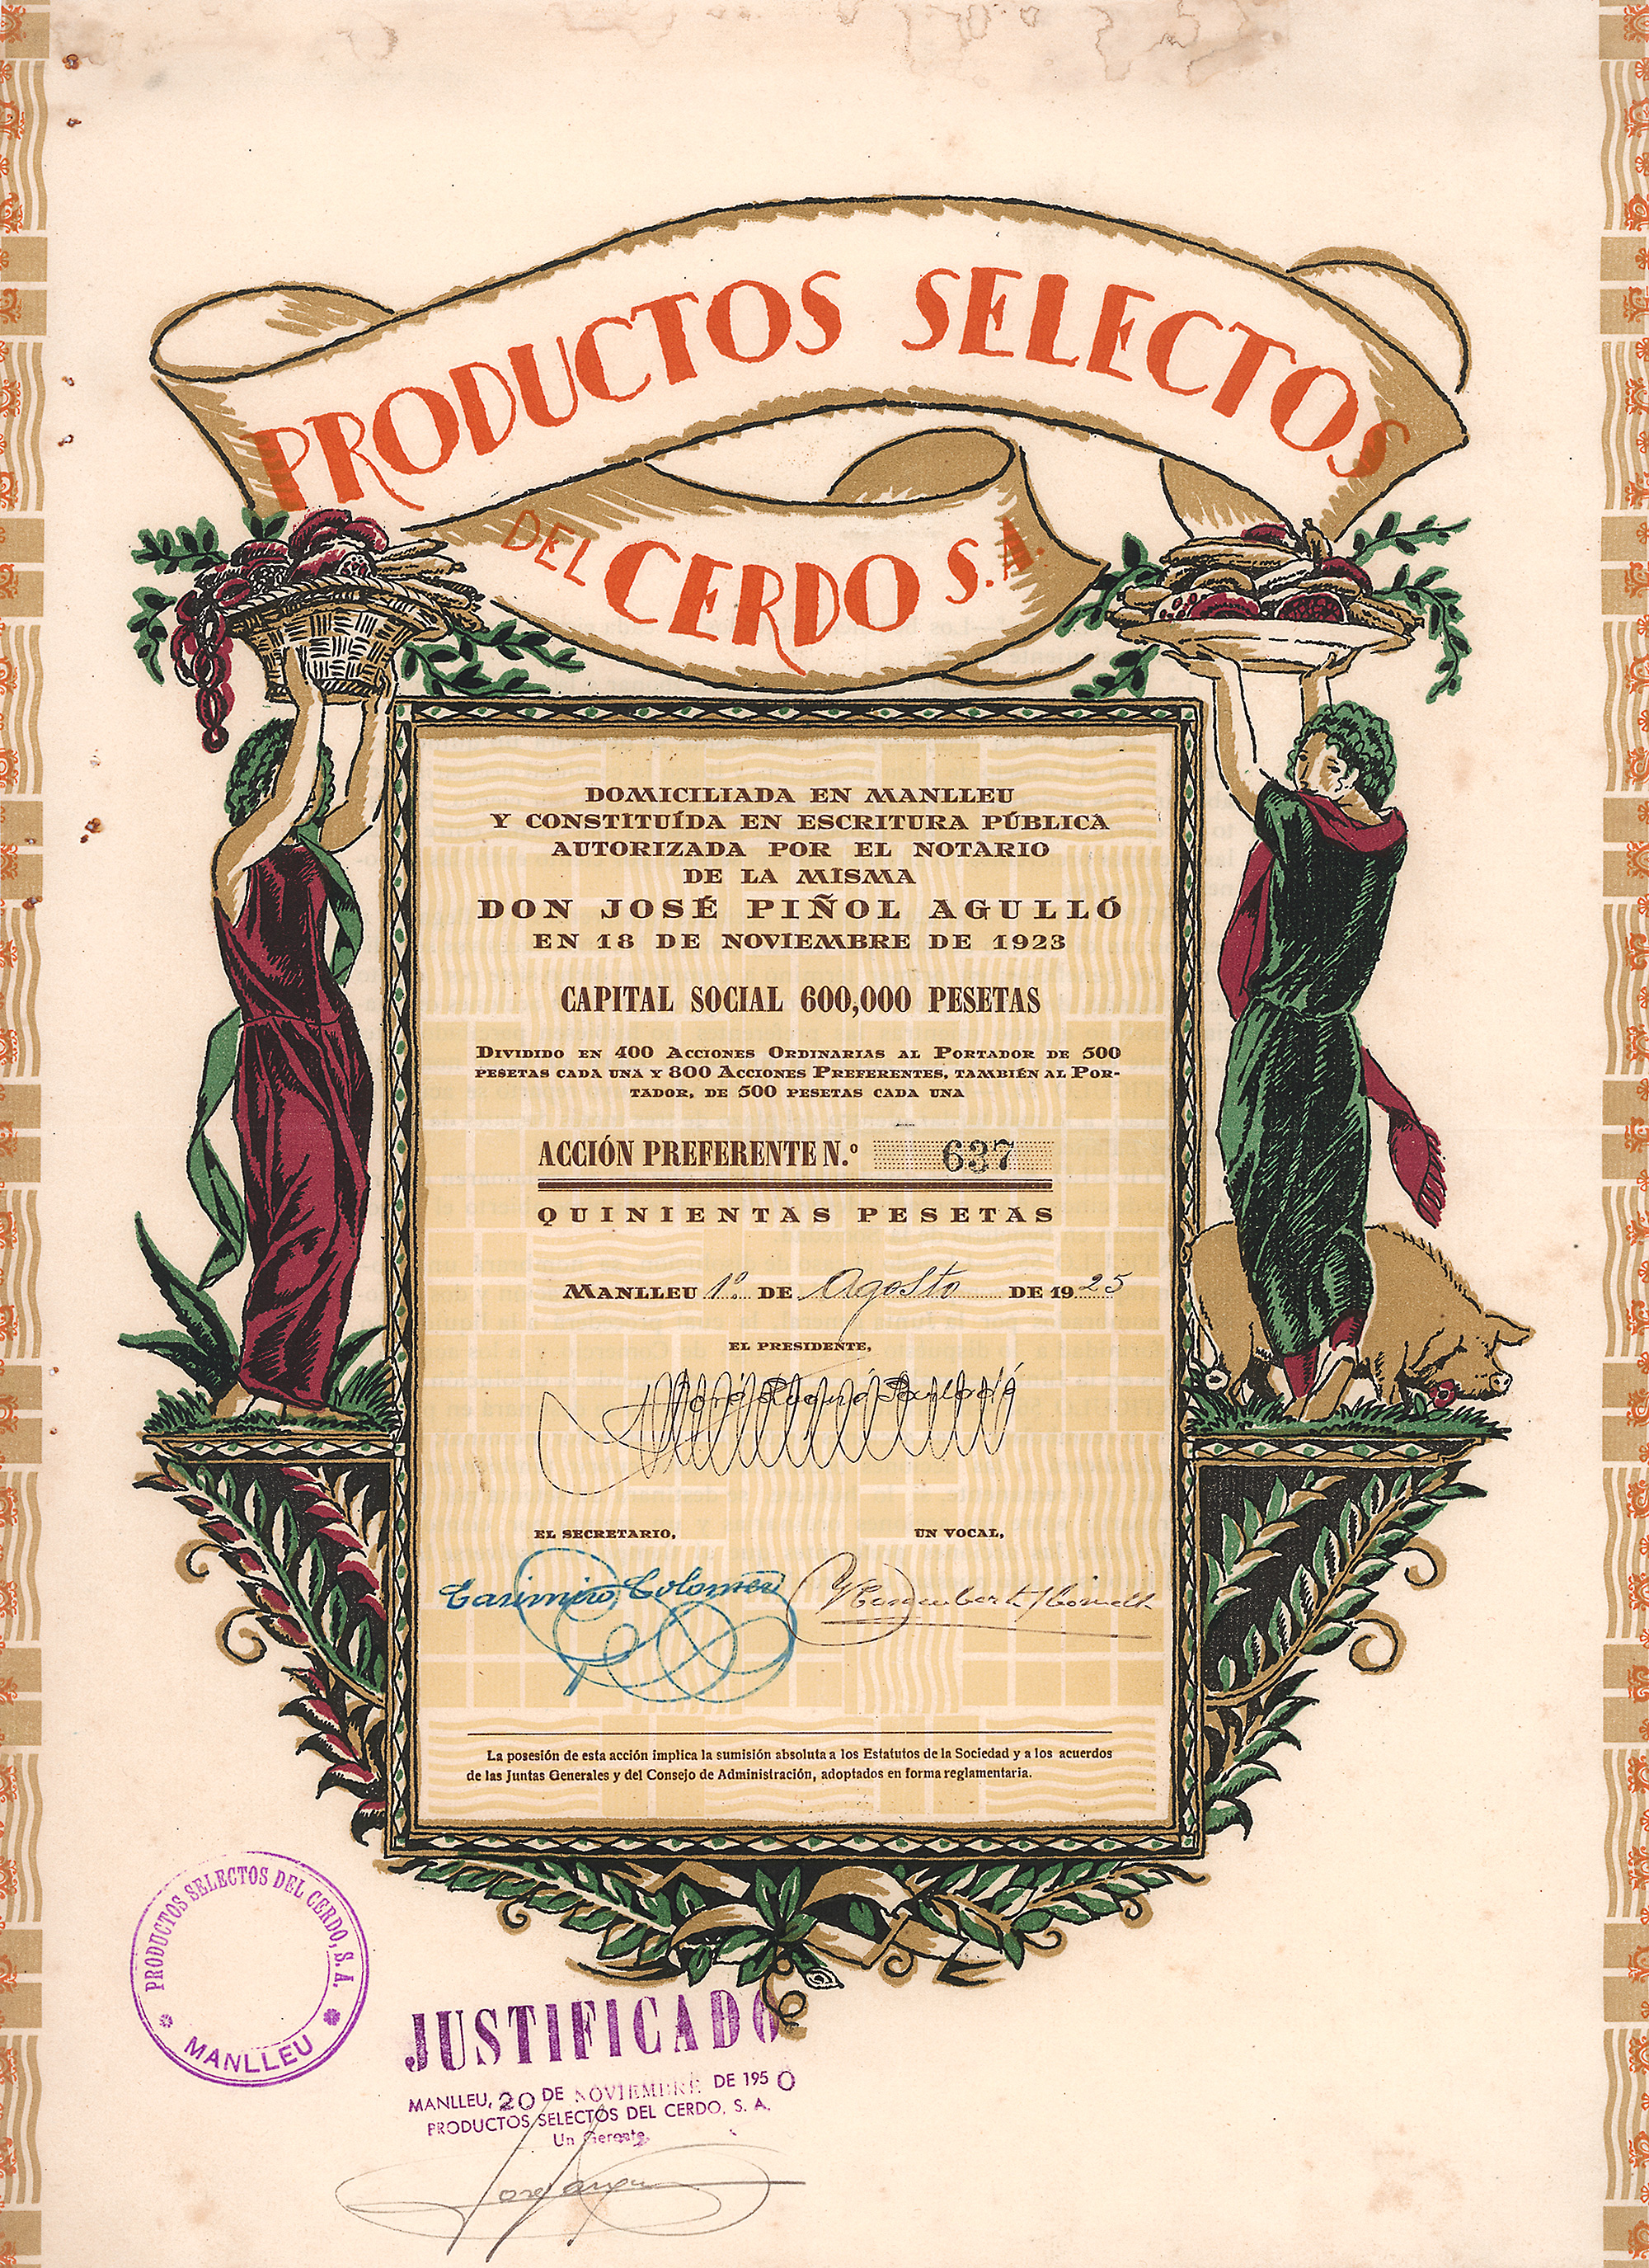 PRODUCTOS SELECTOS
DEL CERDO S.A.
DOMICILIADA EN MANLLEU
Y CONSTITUÍDA EN ESCRITURA PÚBLICA
AUTORIZADA POR EL NOTARIO
DE LA MISMA
DON JOSÉ PIÑOL AGULLÓ
EN 18 DE NOVIEMBRE DE 1923
CAPITAL SOCIAL 600,000 PESETAS
DIVIDIDO EN 400 ACCIONES ORDINARIAS AL PORTADOR DE 500
PESETAS CADA UNA Y 800 ACCIONES PREFERENTES, TAMBIÉN AL POR-
TADOR, DE 500 PESETAS CADA UNA
ACCIÓN PREFERENTE N.º 637
QUINIENTAS PESETAS
MANLLEU 1º DE Agosto DE 1925
EL PRESIDENTE,
EL SECRETARIO, UN VOCAL,
Casimiro Colomer
La posesión de esta acción implica la sumisión absoluta a los Estatutos de la Sociedad y a los acuerdos
de las Juntas Generales y del Consejo de Administración, adoptados en forma reglamentaria.
PRODUCTOS SELECTOS DEL CERDO, S. A.
MANLLEU
JUSTIFICADO
MANLLEU, 20 DE NOVIEMBRE DE 1950
PRODUCTOS SELECTOS DEL CERDO, S. A.
Un Gerente,